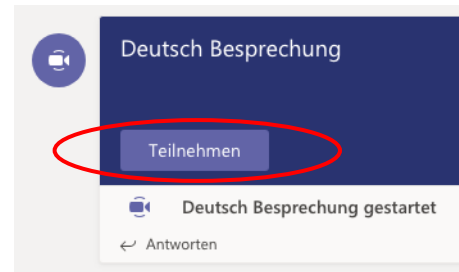 Deutsch Besprechung
Teilnehmen
Deutsch Besprechung gestartet
Antworten